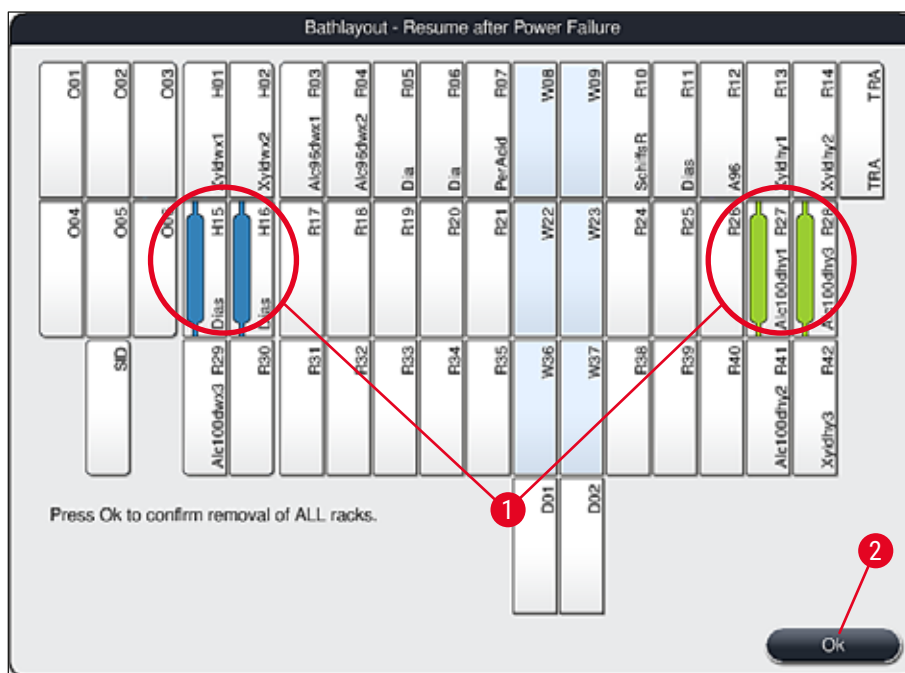 Bathlayout - Resume after Power Failure
O01
O02
O03
H01 Xyldwx1
H02 Xyldwx2
R03 Alc96dwx1
R04 Alc96dwx2
R05 Dia
R06 Dia
R07 PerAcid
W08
W09
R10 SchiffsR
R11 Dias
R12 A96
R13 Xyldhy1
R14 Xyldhy2
TRA TRA
O04
O05
O06
H15 Dias
H16 Dias
R17
R18
R19
R20
R21
W22
W23
R24
R25
R26
R27 Alc100dhy1
R28 Alc100dhy3
SID
R29 Alc100dwx3
R30
R31
R32
R33
R34
R35
W36
W37
R38
R39
R40
R41 Alc100dhy2
R42 Xyldhy3
Press Ok to confirm removal of ALL racks.
1
D01
D02
2
Ok